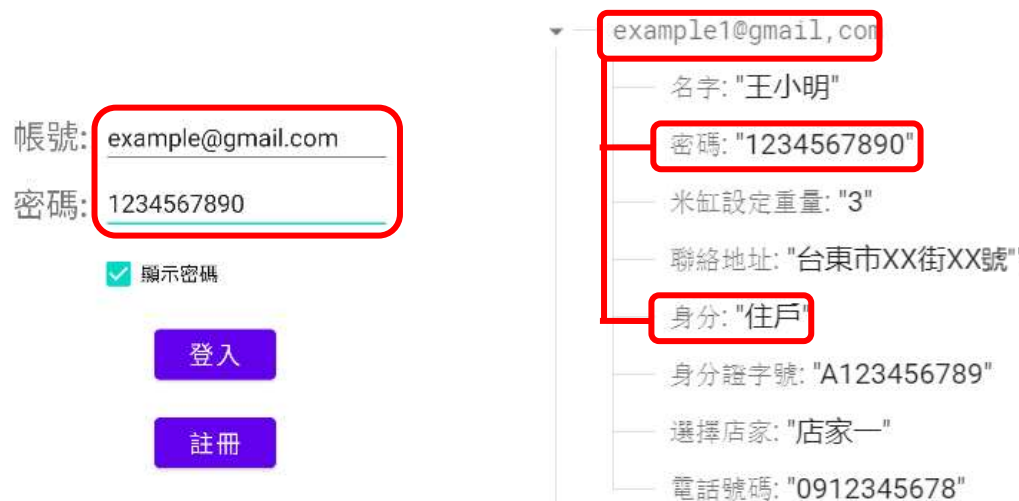 帳號: example@gmail.com
密碼: 1234567890
顯示密碼
登入
註冊
example1@gmail,com
名字: "王小明"
密碼: "1234567890"
米缸設定重量: "3"
聯絡地址: "台東市XX街XX號"
身分: "住戶"
身分證字號: "A123456789"
選擇店家: "店家一"
電話號碼: "0912345678"